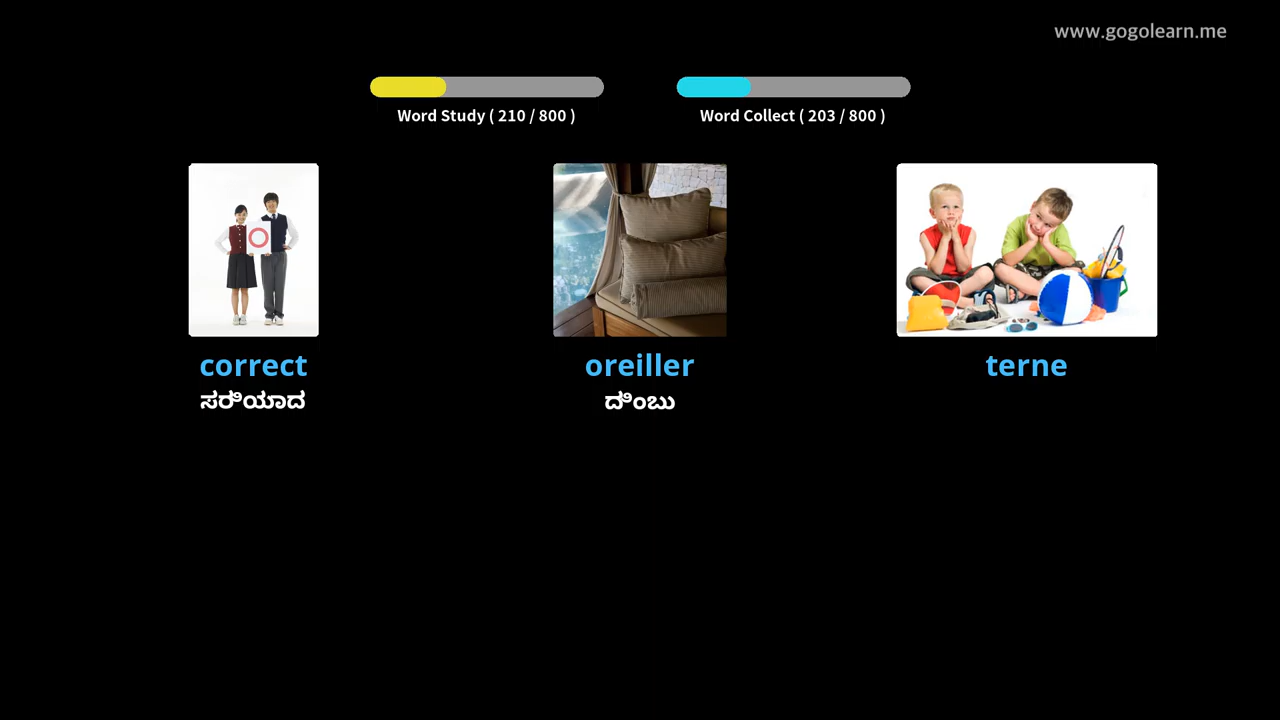 www.gogolearn.me
Word Study ( 210 / 800 )
Word Collect ( 203 / 800 )
correct
oreiller
terne
ಸರಿಯಾದ
ದಿಂಬು